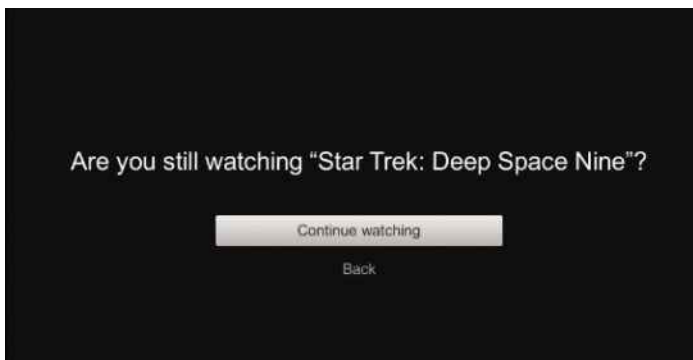 Are you still watching “Star Trek: Deep Space Nine”?
Continue watching
Back